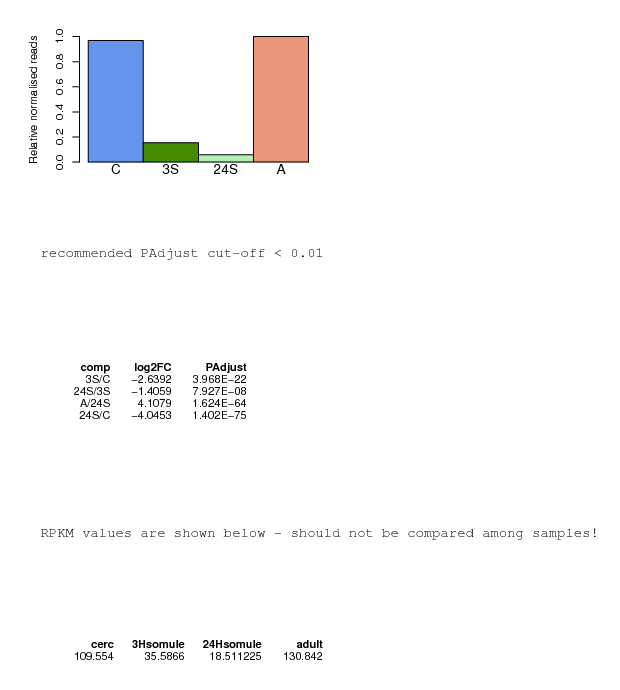 Relative normalised reads
1.0
0.8
0.6
0.4
0.2
0.0
C 3S 24S A
recommended PAdjust cut-off < 0.01
comp log2FC PAdjust
3S/C −2.6392 3.968E−22
24S/3S −1.4059 7.927E−08
A/24S 4.1079 1.624E−64
24S/C −4.0453 1.402E−75
RPKM values are shown below - should not be compared among samples!
cerc 3Hsomule 24Hsomule adult
109.554 35.5866 18.511225 130.842